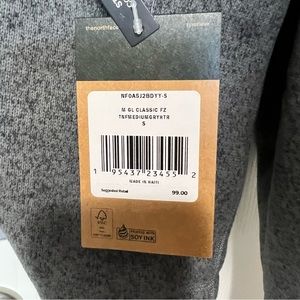 thenorthface
NF0A5J2BDYY-S
M GL CLASSIC FZ
TNFMEDIUMGRYHTR
S
1 95437 23455 2
MADE IN HAITI
Suggested Retail 99.00
FSC
PRINTED WITH
SOY INK